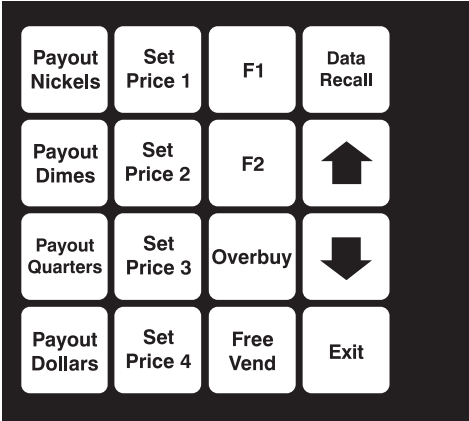 Payout
Nickels
Set
Price 1
F1
Data
Recall
Payout
Dimes
Set
Price 2
F2
Payout
Quarters
Set
Price 3
Overbuy
Payout
Dollars
Set
Price 4
Free
Vend
Exit